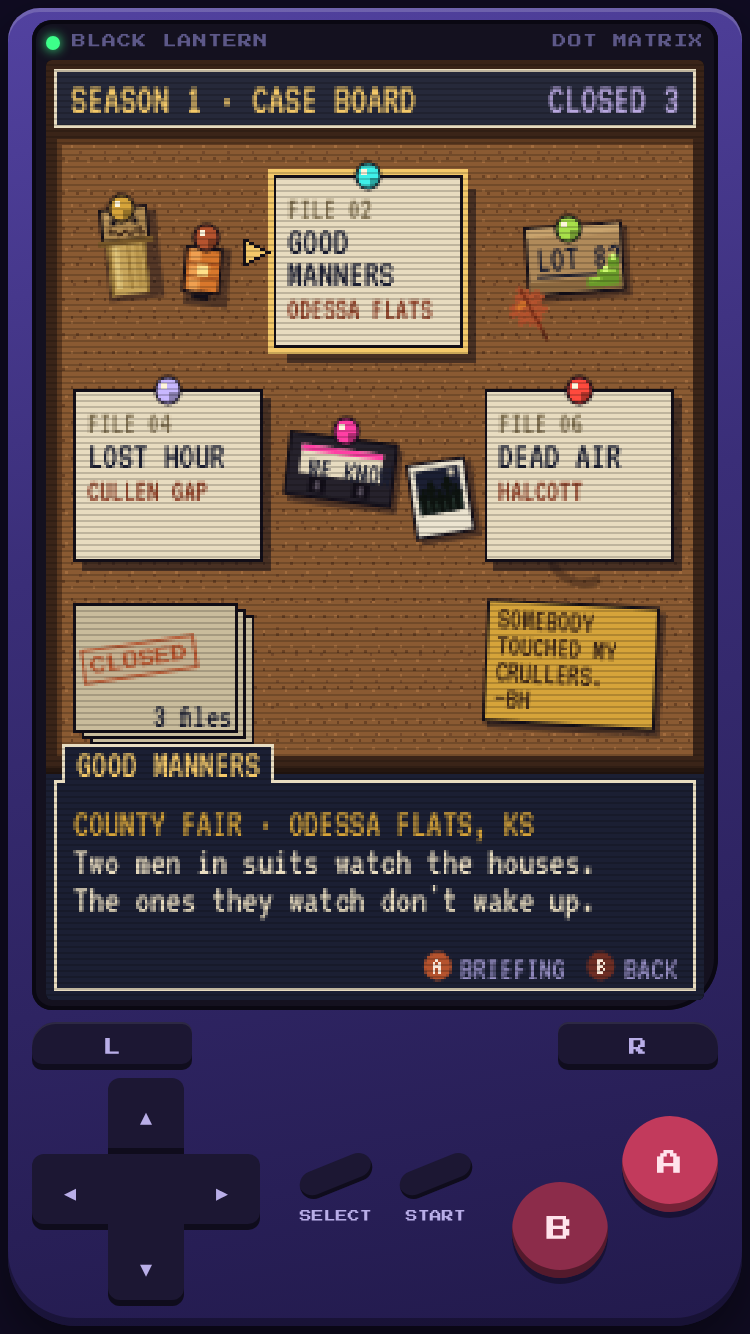 BLACK LANTERN
DOT MATRIX
SEASON 1 · CASE BOARD
CLOSED 3
FILE 02
GOOD
MANNERS
ODESSA FLATS
LOT
FILE 04
LOST HOUR
CULLEN GAP
FILE 06
DEAD AIR
HALCOTT
CLOSED
3 files
SOMEBODY
TOUCHED MY
CRULLERS.
-BH
GOOD MANNERS
COUNTY FAIR · ODESSA FLATS, KS
Two men in suits watch the houses.
The ones they watch don't wake up.
A BRIEFING
B BACK
L
R
SELECT
START
A
B